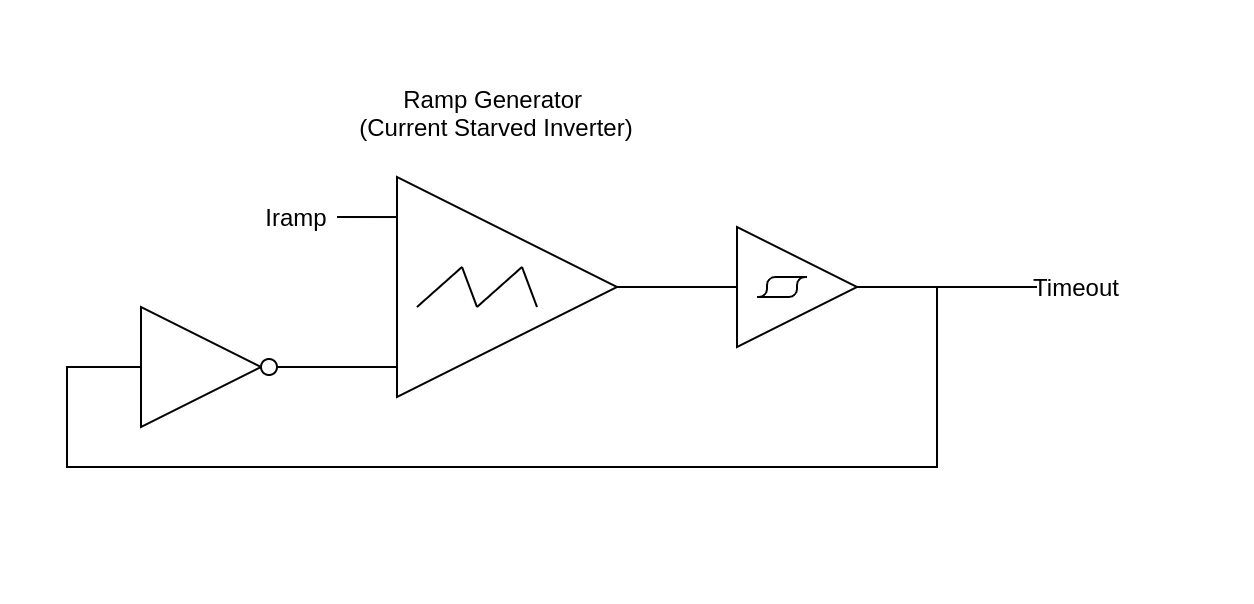 Ramp Generator
(Current Starved Inverter)
Iramp
Timeout